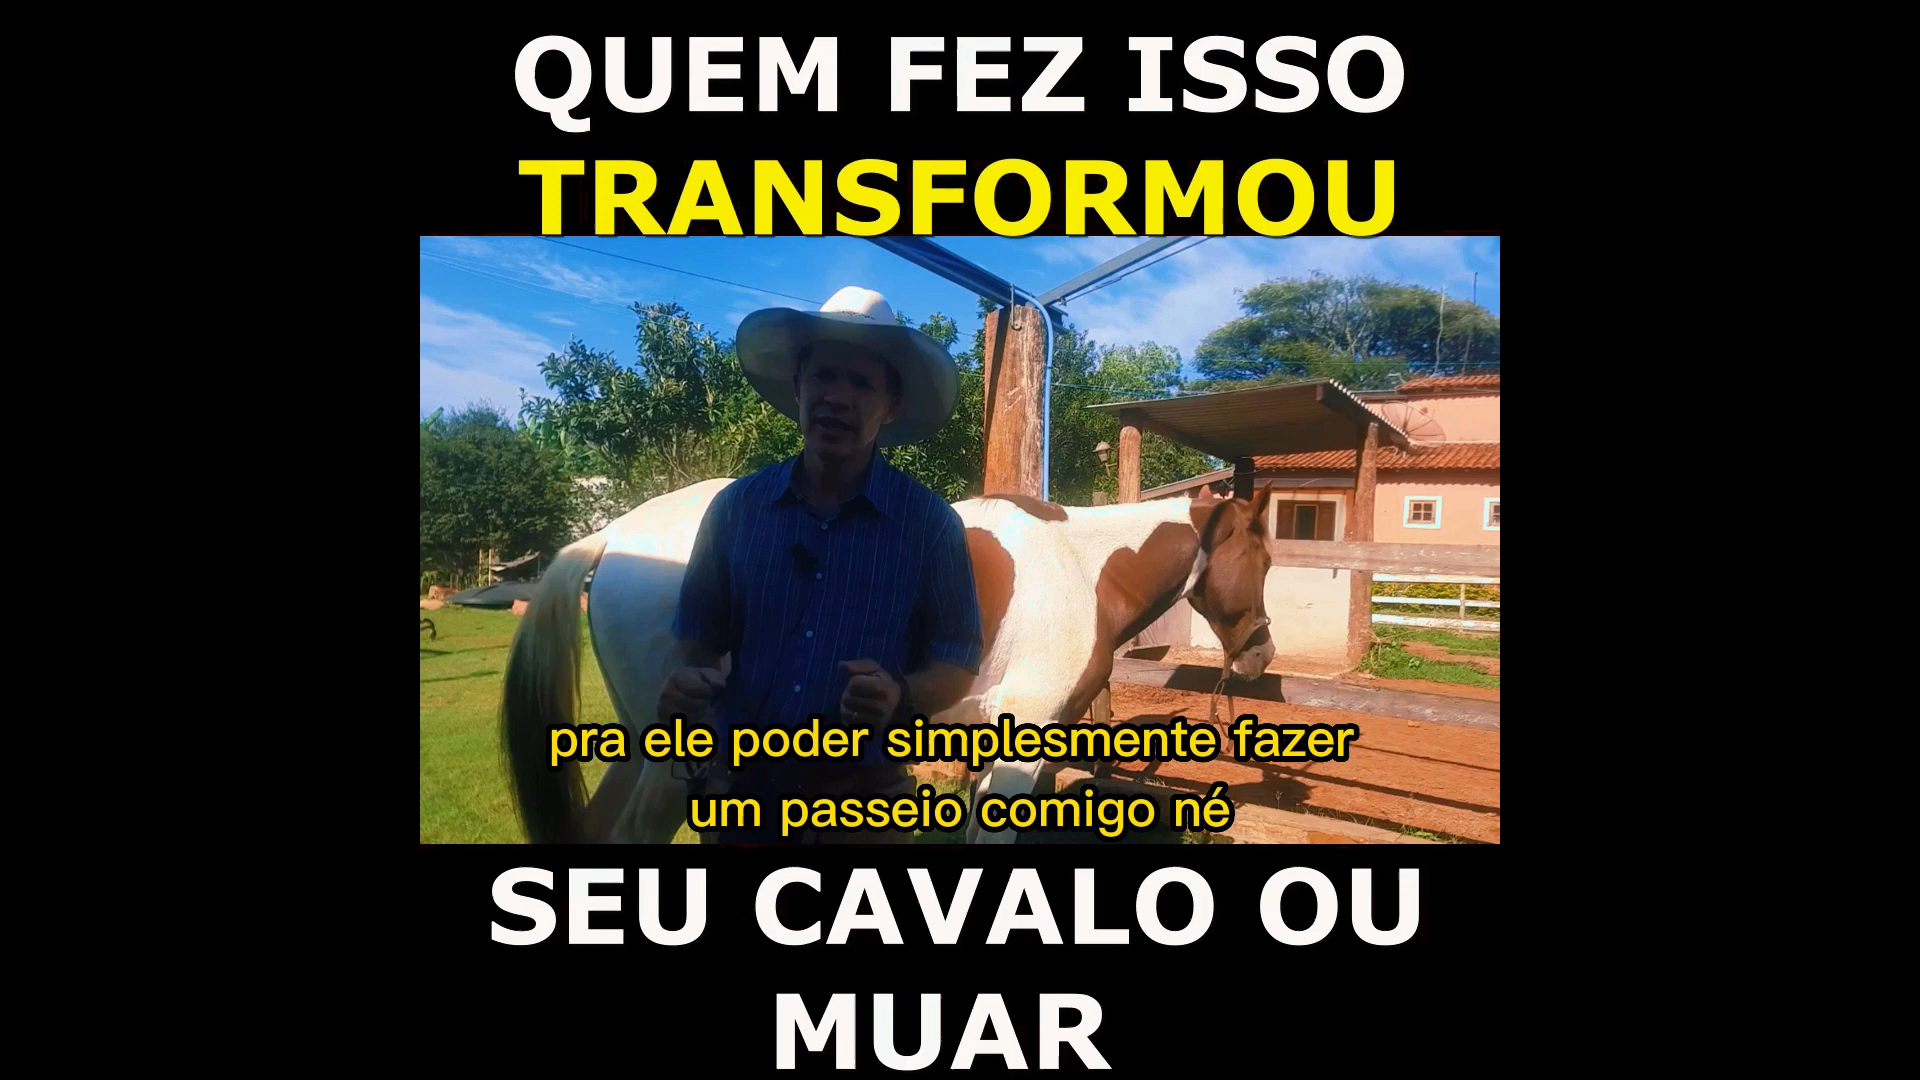 QUEM FEZ ISSO
TRANSFORMOU
pra ele poder simplesmente fazer
um passeio comigo né
SEU CAVALO OU
MUAR